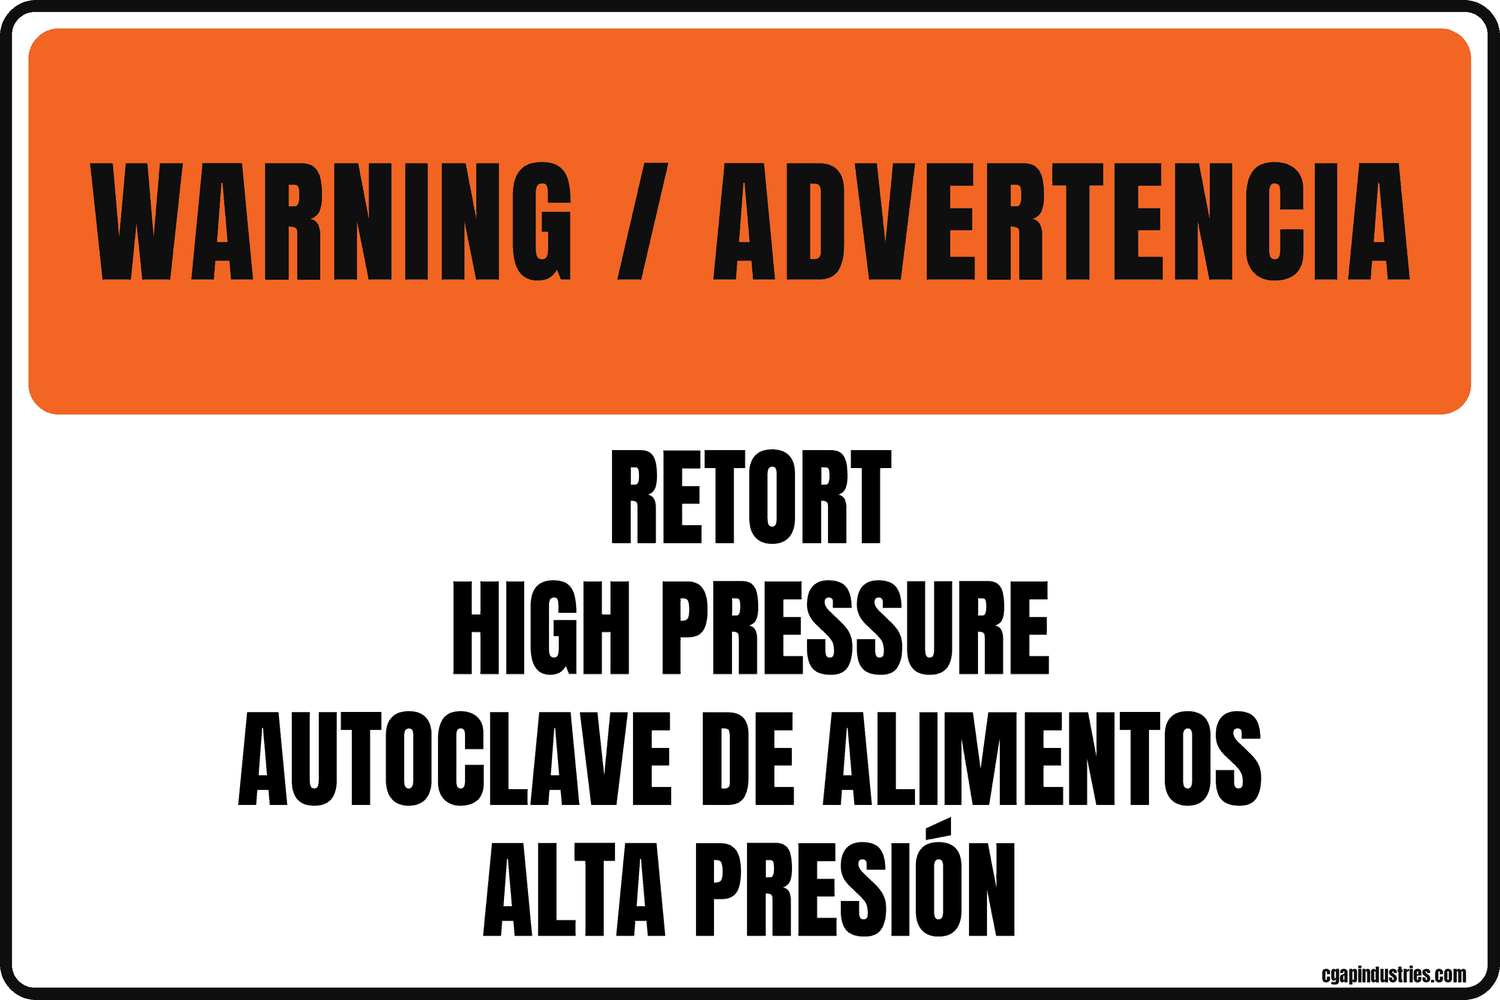 WARNING / ADVERTENCIA
RETORT
HIGH PRESSURE
AUTOCLAVE DE ALIMENTOS
ALTA PRESIÓN
cgapindustries.com